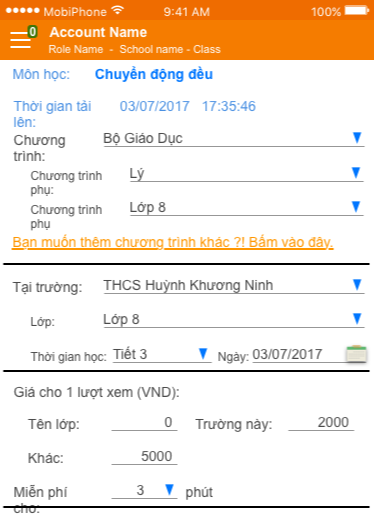 MobiPhone 9:41 AM 100%
0 Account Name
Role Name - School name - Class
Môn học: Chuyển động đều
Thời gian tải lên: 03/07/2017 17:35:46
Chương trình: Bộ Giáo Dục
Chương trình phụ: Lý
Chương trình phụ Lớp 8
Bạn muốn thêm chương trình khác ?! Bấm vào đây.
Tại trường: THCS Huỳnh Khương Ninh
Lớp: Lớp 8
Thời gian học: Tiết 3 Ngày: 03/07/2017
Giá cho 1 lượt xem (VND):
Tên lớp: 0 Trường này: 2000
Khác: 5000
Miễn phí cho: 3 phút